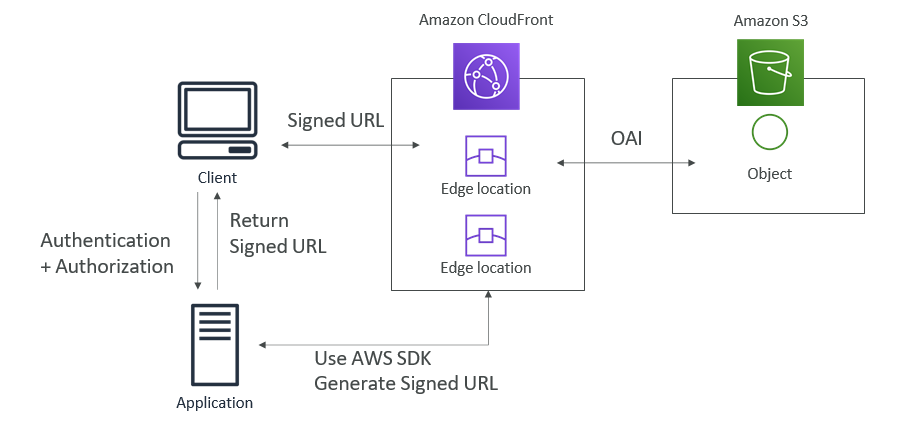 Amazon CloudFront
Amazon S3
Signed URL
OAI
Client
Edge location
Object
Return
Signed URL
Authentication
+ Authorization
Edge location
Use AWS SDK
Generate Signed URL
Application